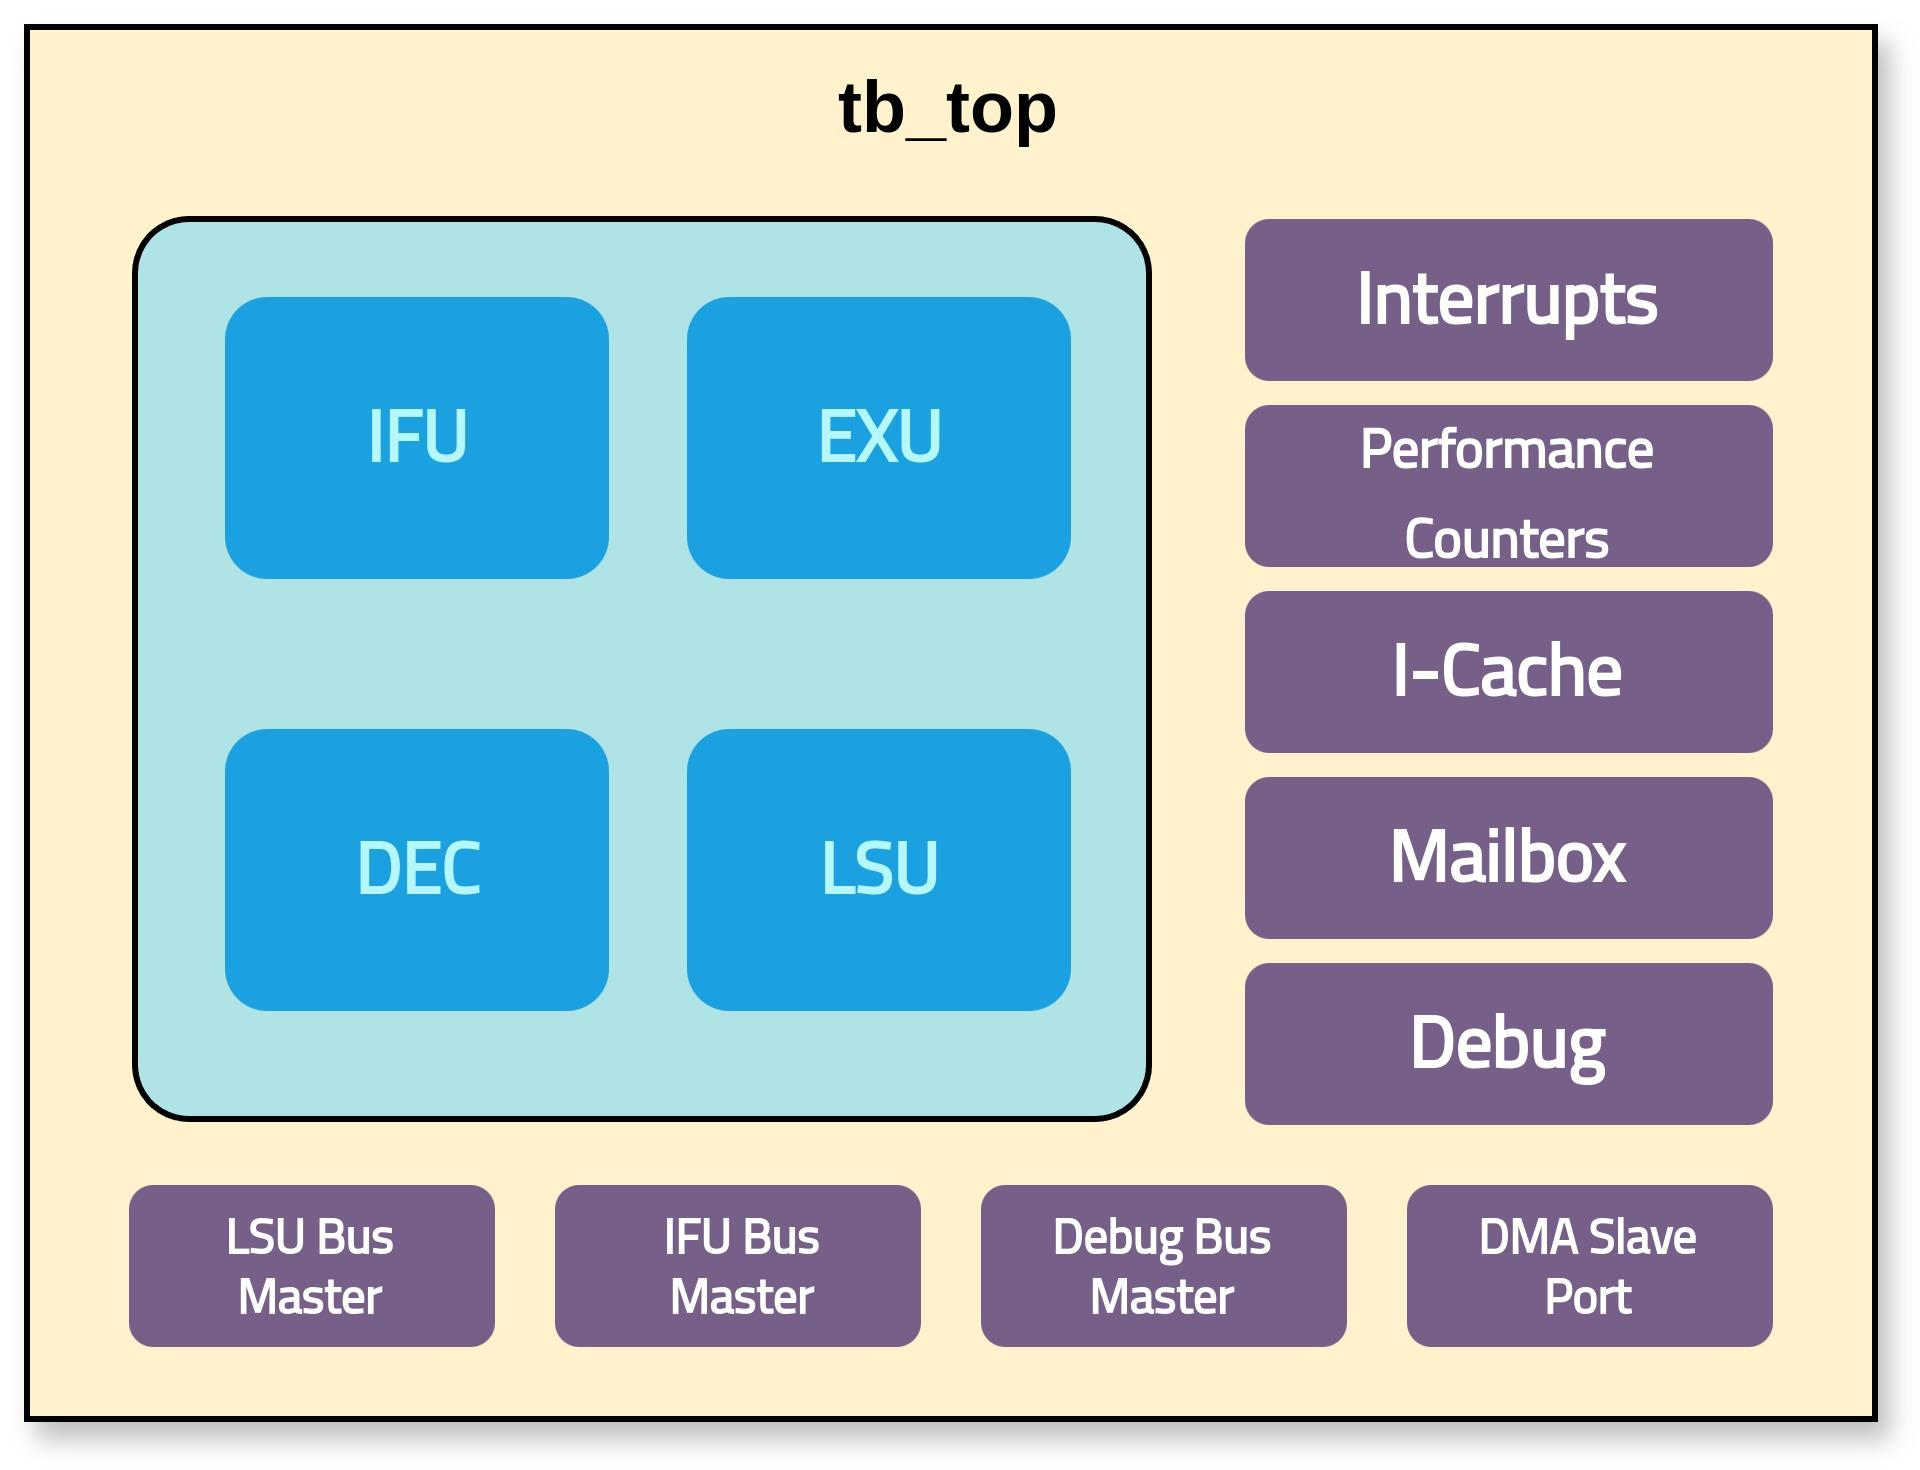 tb_top
IFU
EXU
DEC
LSU
Interrupts
Performance
Counters
I-Cache
Mailbox
Debug
LSU Bus
Master
IFU Bus
Master
Debug Bus
Master
DMA Slave
Port